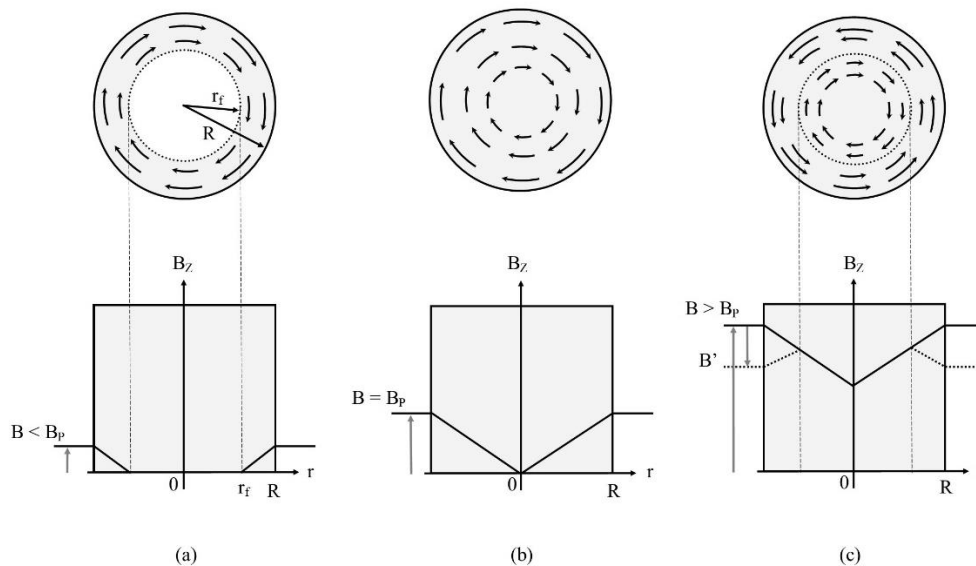 r_f
R
B_Z
B < B_P
0
r_f
R
r
(a)
B_Z
B = B_P
0
R
r
(b)
B_Z
B > B_P
B’
0
R
r
(c)